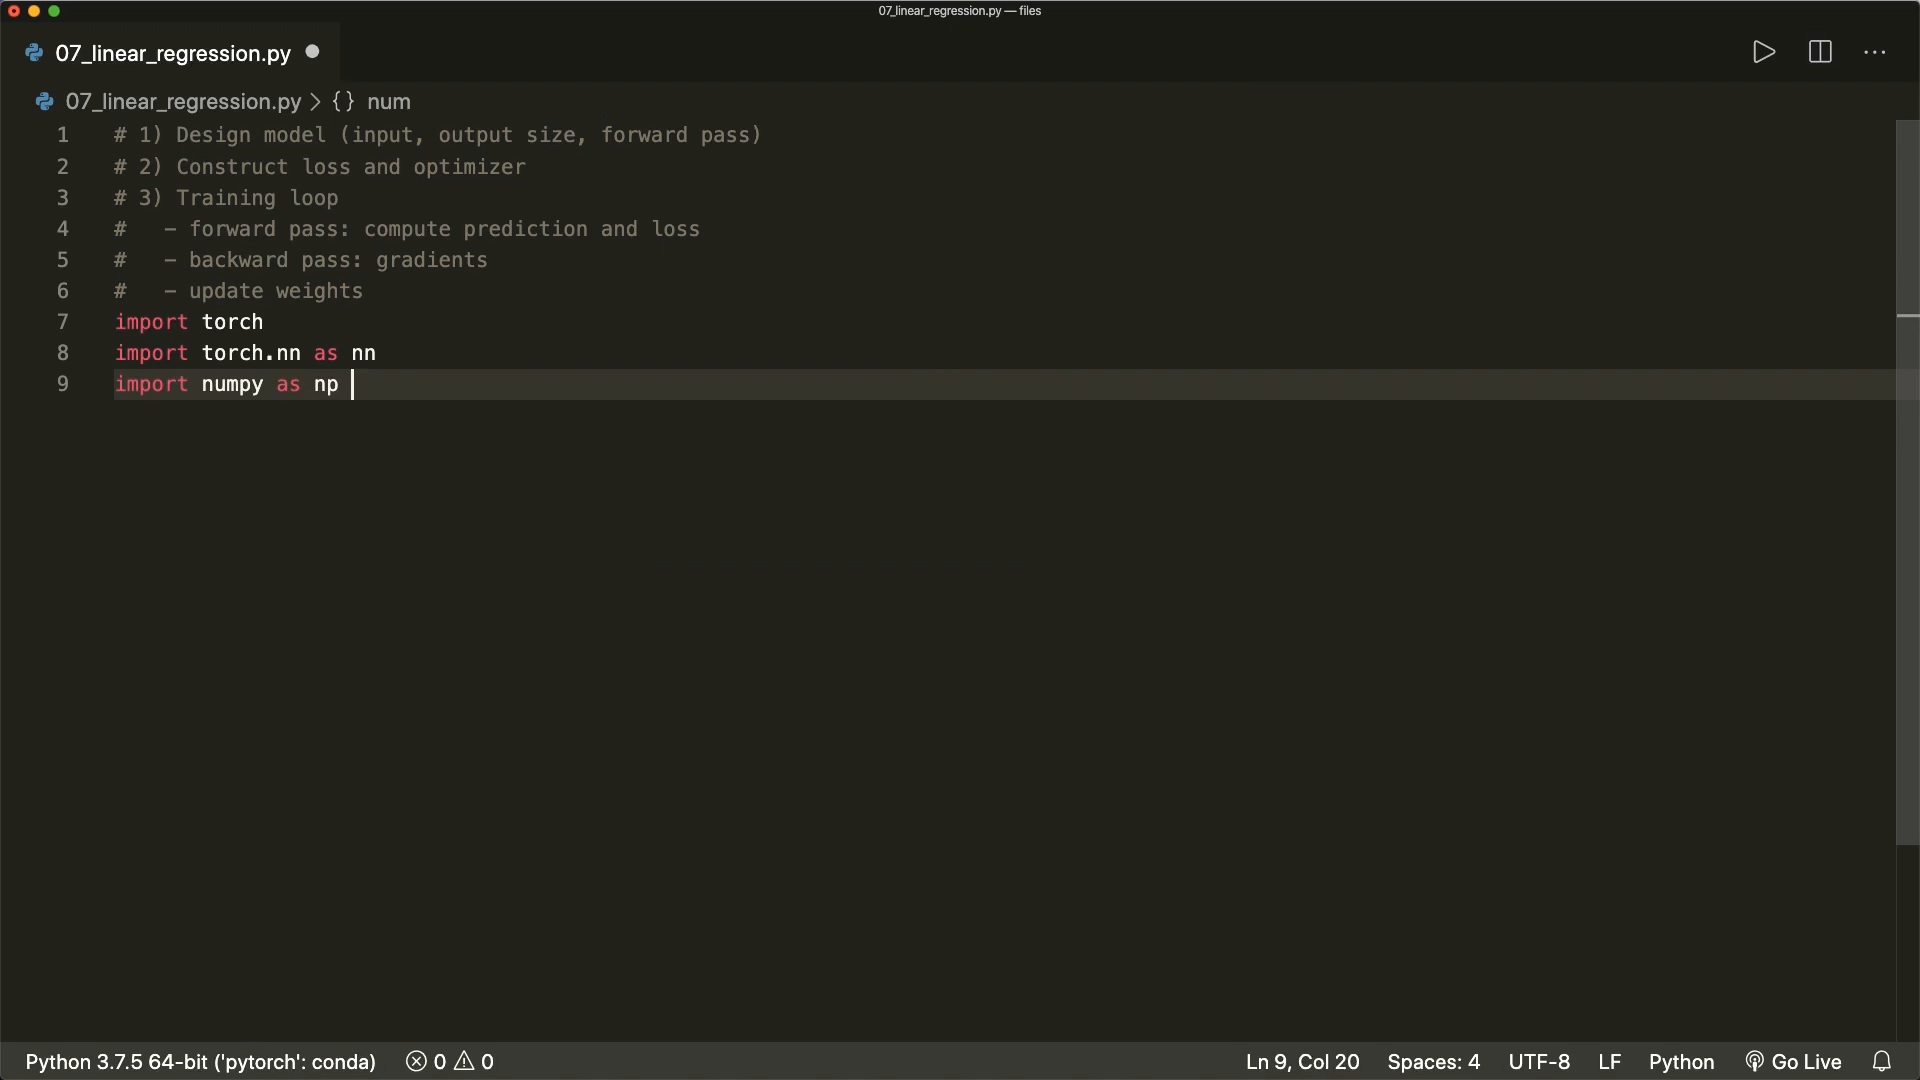 07_linear_regression.py — files
07_linear_regression.py
07_linear_regression.py > {} num
1 # 1) Design model (input, output size, forward pass)
2 # 2) Construct loss and optimizer
3 # 3) Training loop
4 #   - forward pass: compute prediction and loss
5 #   - backward pass: gradients
6 #   - update weights
7 import torch
8 import torch.nn as nn
9 import numpy as np
Python 3.7.5 64-bit ('pytorch': conda) 0 0 Ln 9, Col 20 Spaces: 4 UTF-8 LF Python Go Live